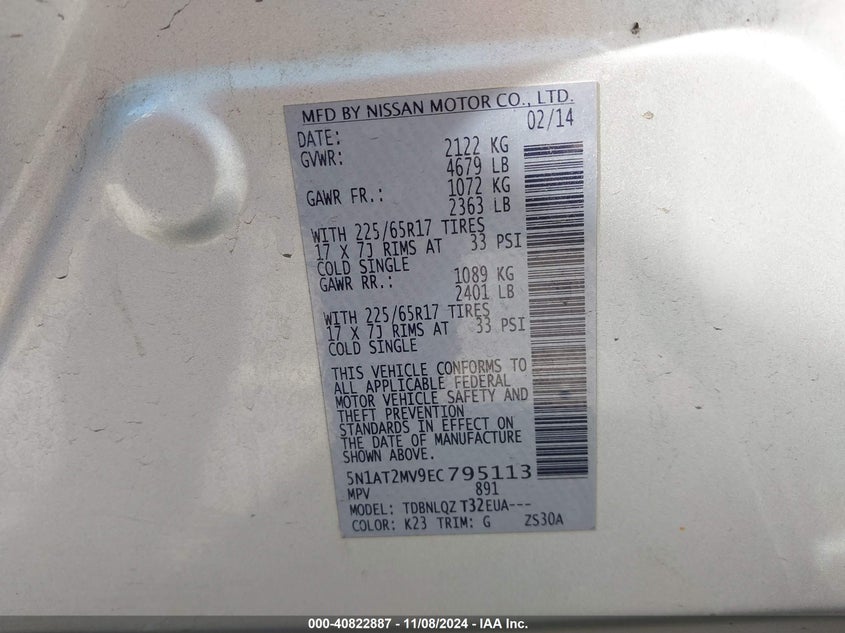 MFD BY NISSAN MOTOR CO., LTD.
DATE: 02/14
GVWR: 2122 KG
4679 LB
GAWR FR.: 1072 KG
2363 LB
WITH 225/65R17 TIRES
17 X 7J RIMS AT 33 PSI
COLD SINGLE
GAWR RR.: 1089 KG
2401 LB
WITH 225/65R17 TIRES
17 X 7J RIMS AT 33 PSI
COLD SINGLE
THIS VEHICLE CONFORMS TO
ALL APPLICABLE FEDERAL
MOTOR VEHICLE SAFETY AND
THEFT PREVENTION
STANDARDS IN EFFECT ON
THE DATE OF MANUFACTURE
SHOWN ABOVE.
5N1AT2MV9EC795113
MPV 891
MODEL: TDBNLQZ T32EUA---
COLOR: K23 TRIM: G ZS30A
000-40822887 - 11/08/2024 - IAA Inc.